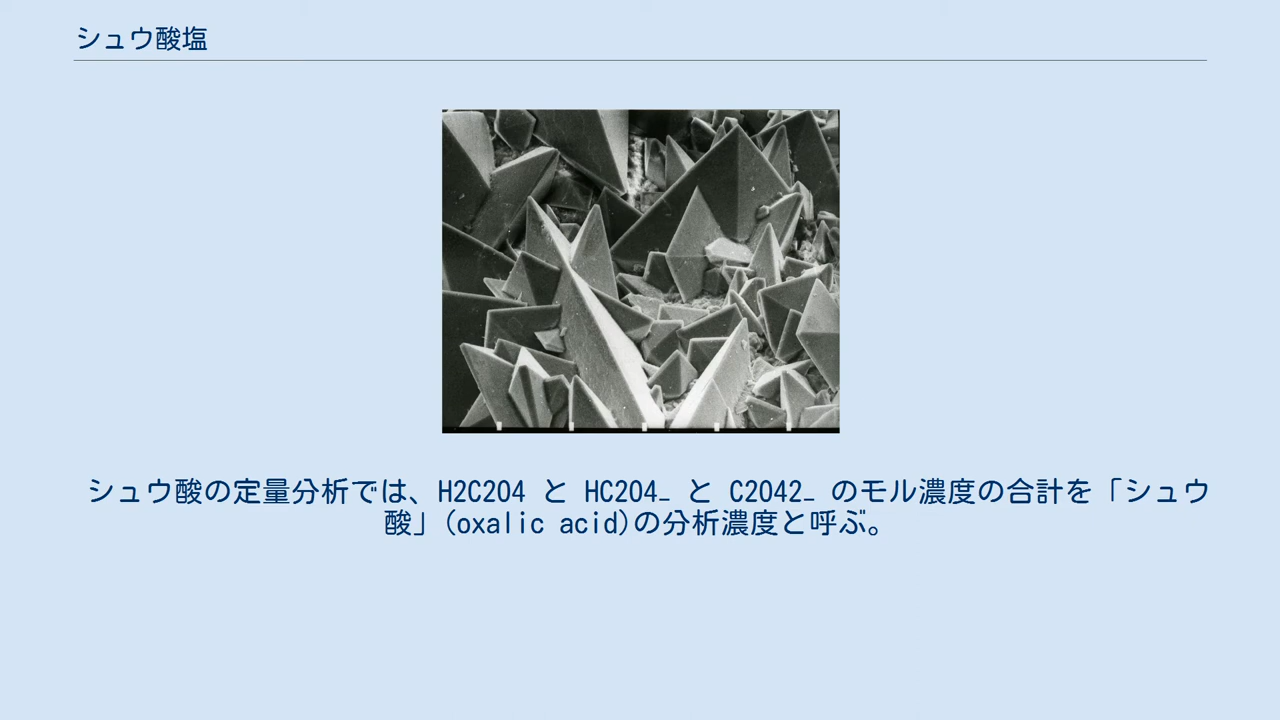 シュウ酸塩
シュウ酸の定量分析では、H2C2O4 と HC2O4_ と C2O42_ のモル濃度の合計を「シュウ
酸」(oxalic acid)の分析濃度と呼ぶ。